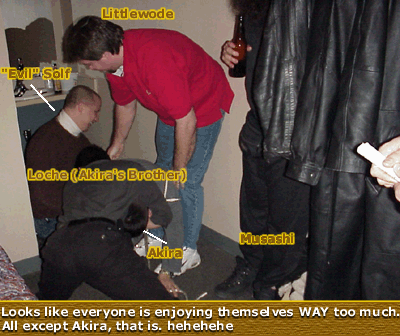 Littlewode
"Evil" Solf
Loche (Akira's Brother)
Akira
Musashi
Looks like everyone is enjoying themselves WAY too much.
All except Akira, that is. hehehehe